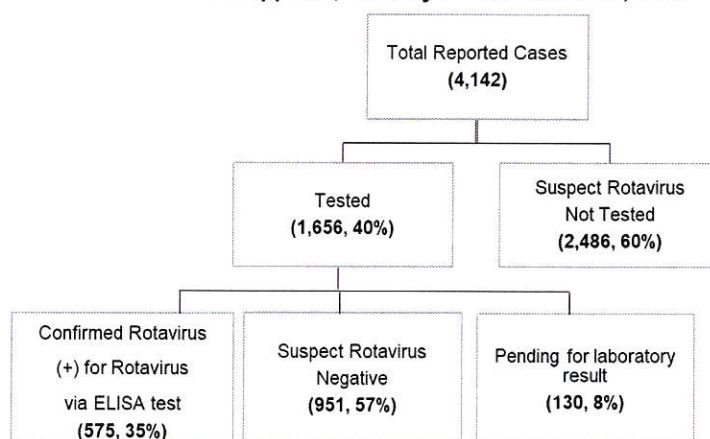 Total Reported Cases
(4,142)
Tested
(1,656, 40%)
Suspect Rotavirus
Not Tested
(2,486, 60%)
Confirmed Rotavirus
(+) for Rotavirus
via ELISA test
(575, 35%)
Suspect Rotavirus
Negative
(951, 57%)
Pending for laboratory
result
(130, 8%)